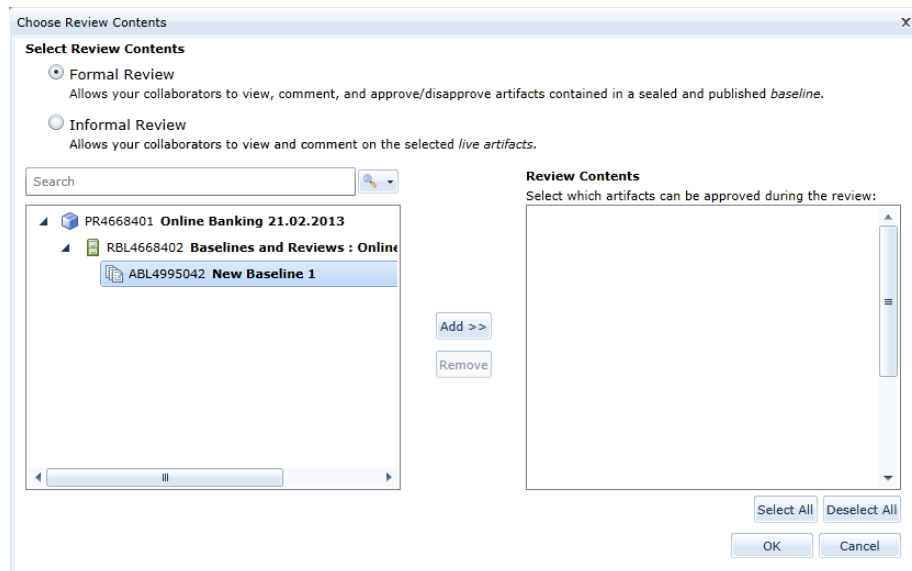 Choose Review Contents x
Select Review Contents
Formal Review
Allows your collaborators to view, comment, and approve/disapprove artifacts contained in a sealed and published baseline.
Informal Review
Allows your collaborators to view and comment on the selected live artifacts.
Search
PR4668401 Online Banking 21.02.2013
RBL4668402 Baselines and Reviews : Online
ABL4995042 New Baseline 1
Add >>
Remove
Review Contents
Select which artifacts can be approved during the review:
Select All Deselect All
OK Cancel